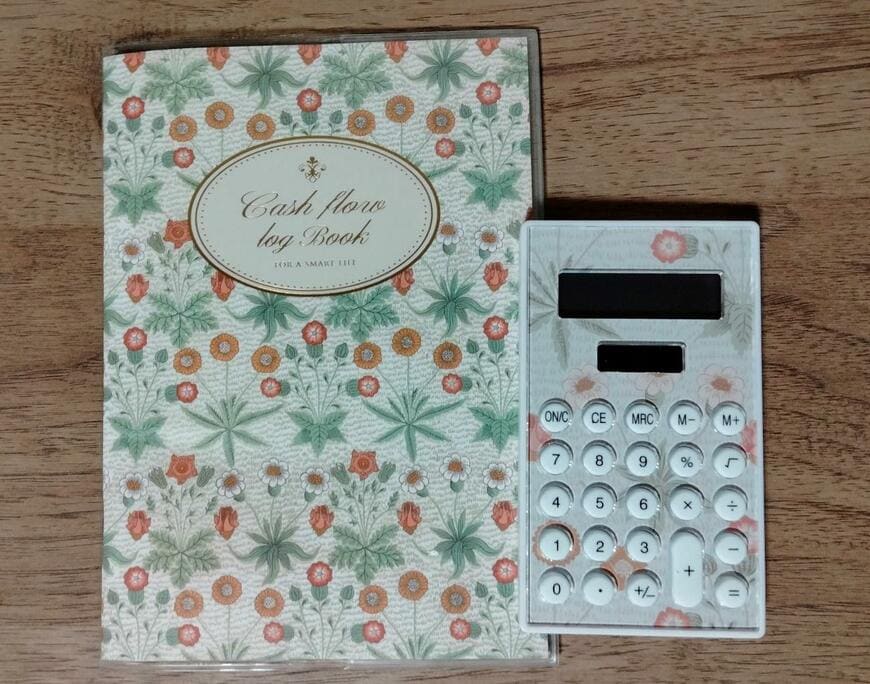 Cash flow
log Book
FOR A SMART LIFE
ON/C CE MRC M− M+
7 8 9 % √
4 5 6 × ÷
1 2 3 −
0 . +/− + =